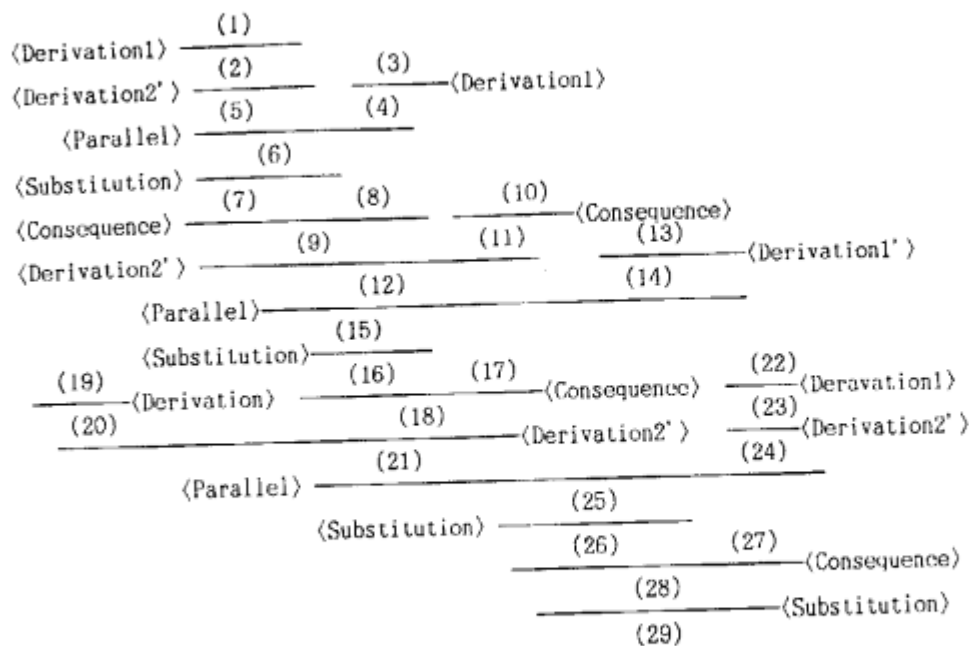 (1)
⟨Derivation1⟩
(2) (3)
⟨Derivation2'⟩ ⟨Derivation1⟩
(5) (4)
⟨Parallel⟩
(6)
⟨Substitution⟩
(7) (8) (10)
⟨Consequence⟩ ⟨Consequence⟩
(9) (11) (13)
⟨Derivation2'⟩ ⟨Derivation1'⟩
(12) (14)
⟨Parallel⟩
(15)
⟨Substitution⟩
(19) (16) (17) (22)
⟨Derivation⟩ ⟨Consequence⟩ ⟨Deravation1⟩
(20) (18) (23)
⟨Derivation2'⟩ ⟨Derivation2'⟩
(21) (24)
⟨Parallel⟩
(25)
⟨Substitution⟩
(26) (27)
⟨Consequence⟩
(28)
⟨Substitution⟩
(29)